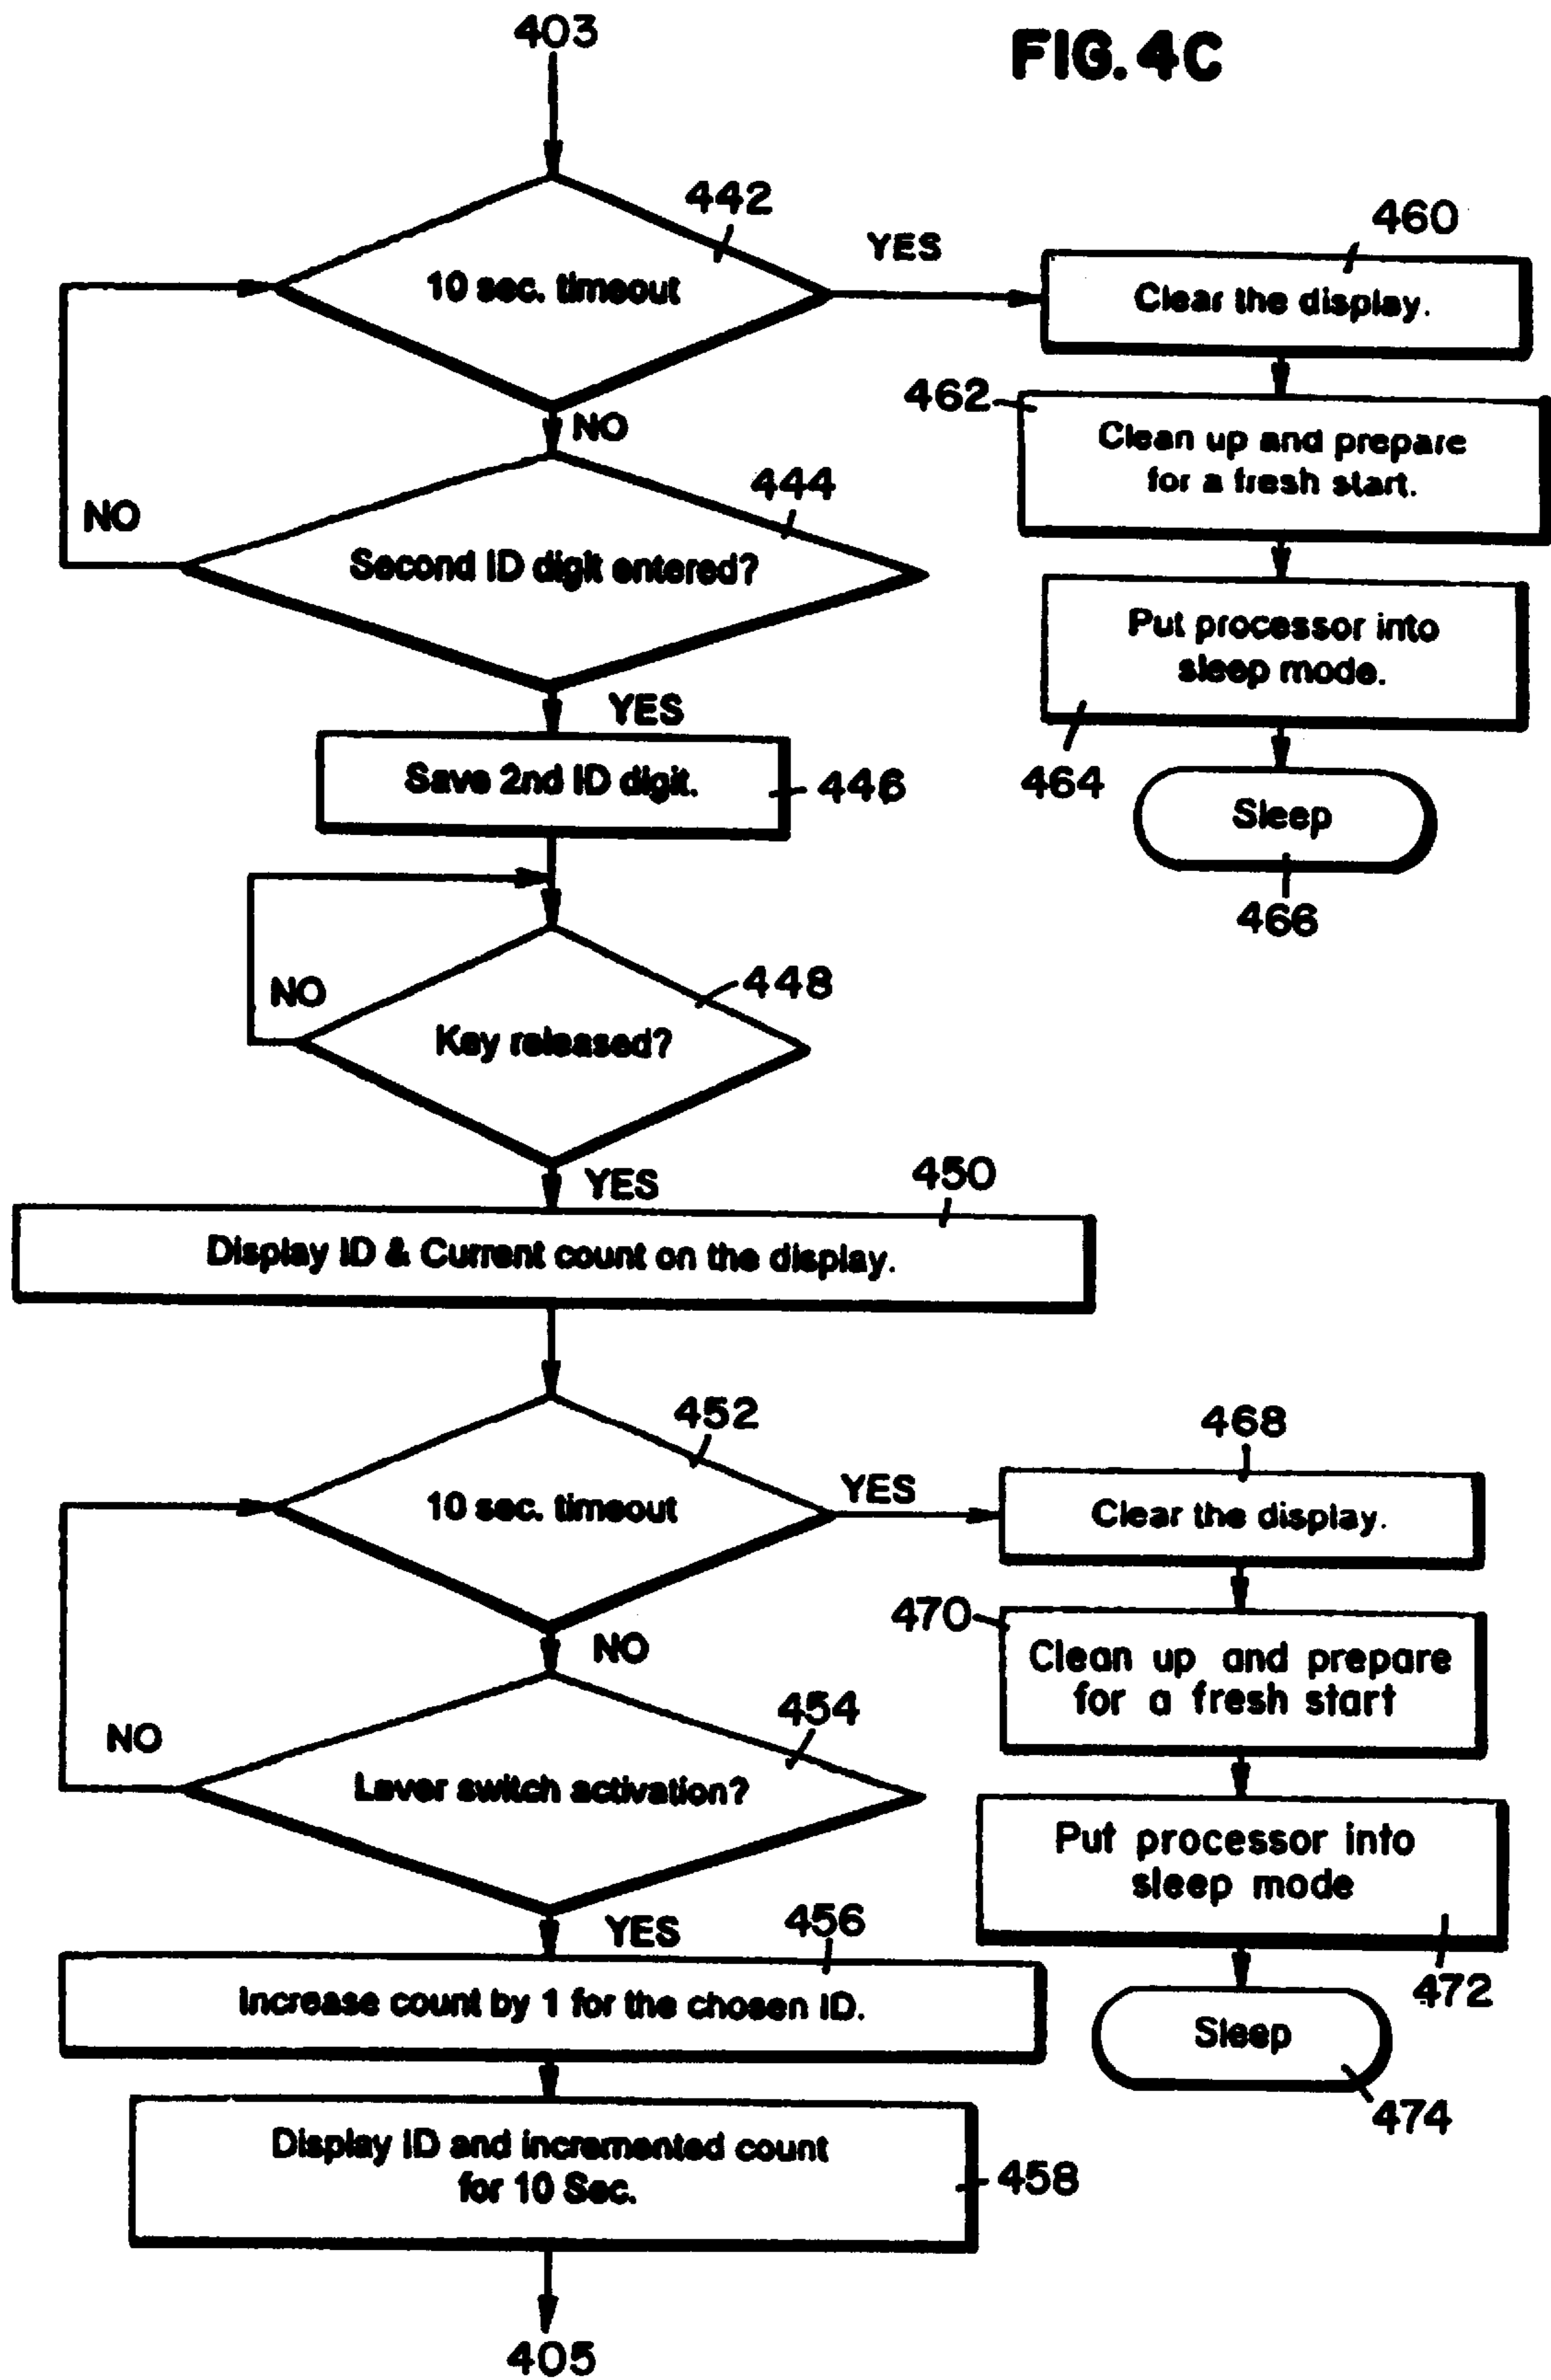 403
FIG. 4C
442
10 sec. timeout
YES
460
Clear the display.
NO
462
Clean up and prepare
for a fresh start.
444
NO
Second ID digit entered?
Put processor into
sleep mode.
464
YES
Save 2nd ID digit.
446
Sleep
466
448
NO
Key released?
YES
450
Display ID & Current count on the display.
452
10 sec. timeout
YES
468
Clear the display.
NO
470
Clean up and prepare
for a fresh start
454
NO
Lever switch activation?
Put processor into
sleep mode
472
YES
456
Increase count by 1 for the chosen ID.
Sleep
474
Display ID and incremented count
for 10 Sec.
458
405